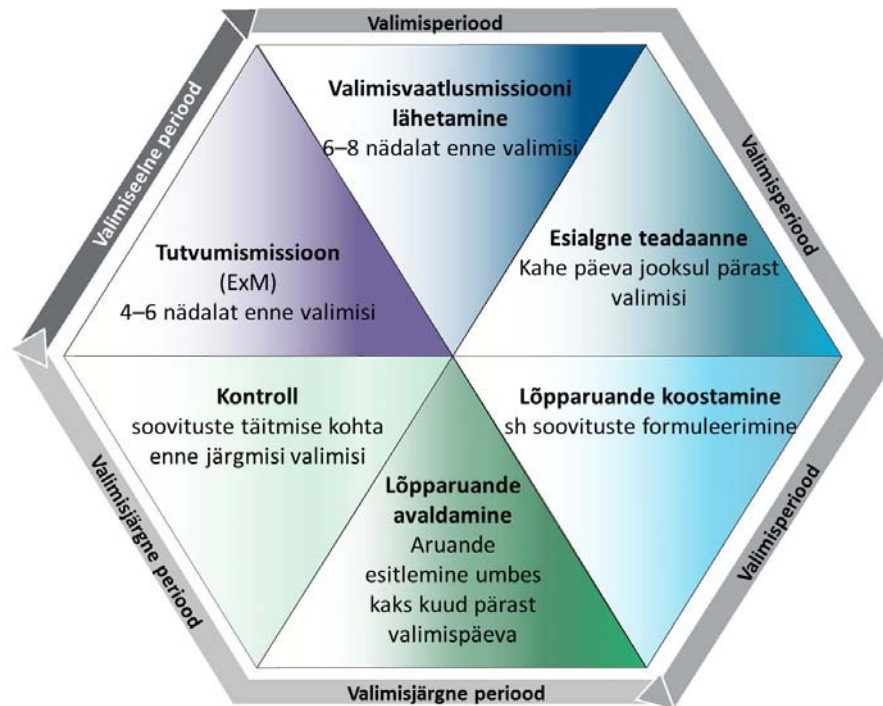 Valimisperiood
Valimiseelne periood
Valimisvaatlusmissiooni
lähetamine
6–8 nädalat enne valimisi
Valimisperiood
Tutvumismissioon
(ExM)
4–6 nädalat enne valimisi
Esialgne teadaanne
Kahe päeva jooksul pärast
valimisi
Kontroll
soovituste täitmise kohta
enne järgmisi valimisi
Lõpparuande koostamine
sh soovituste formuleerimine
Lõpparuande
avaldamine
Aruande
esitlemine umbes
kaks kuud pärast
valimispäeva
Valimisjärgne periood
Valimisperiood
Valimisjärgne periood